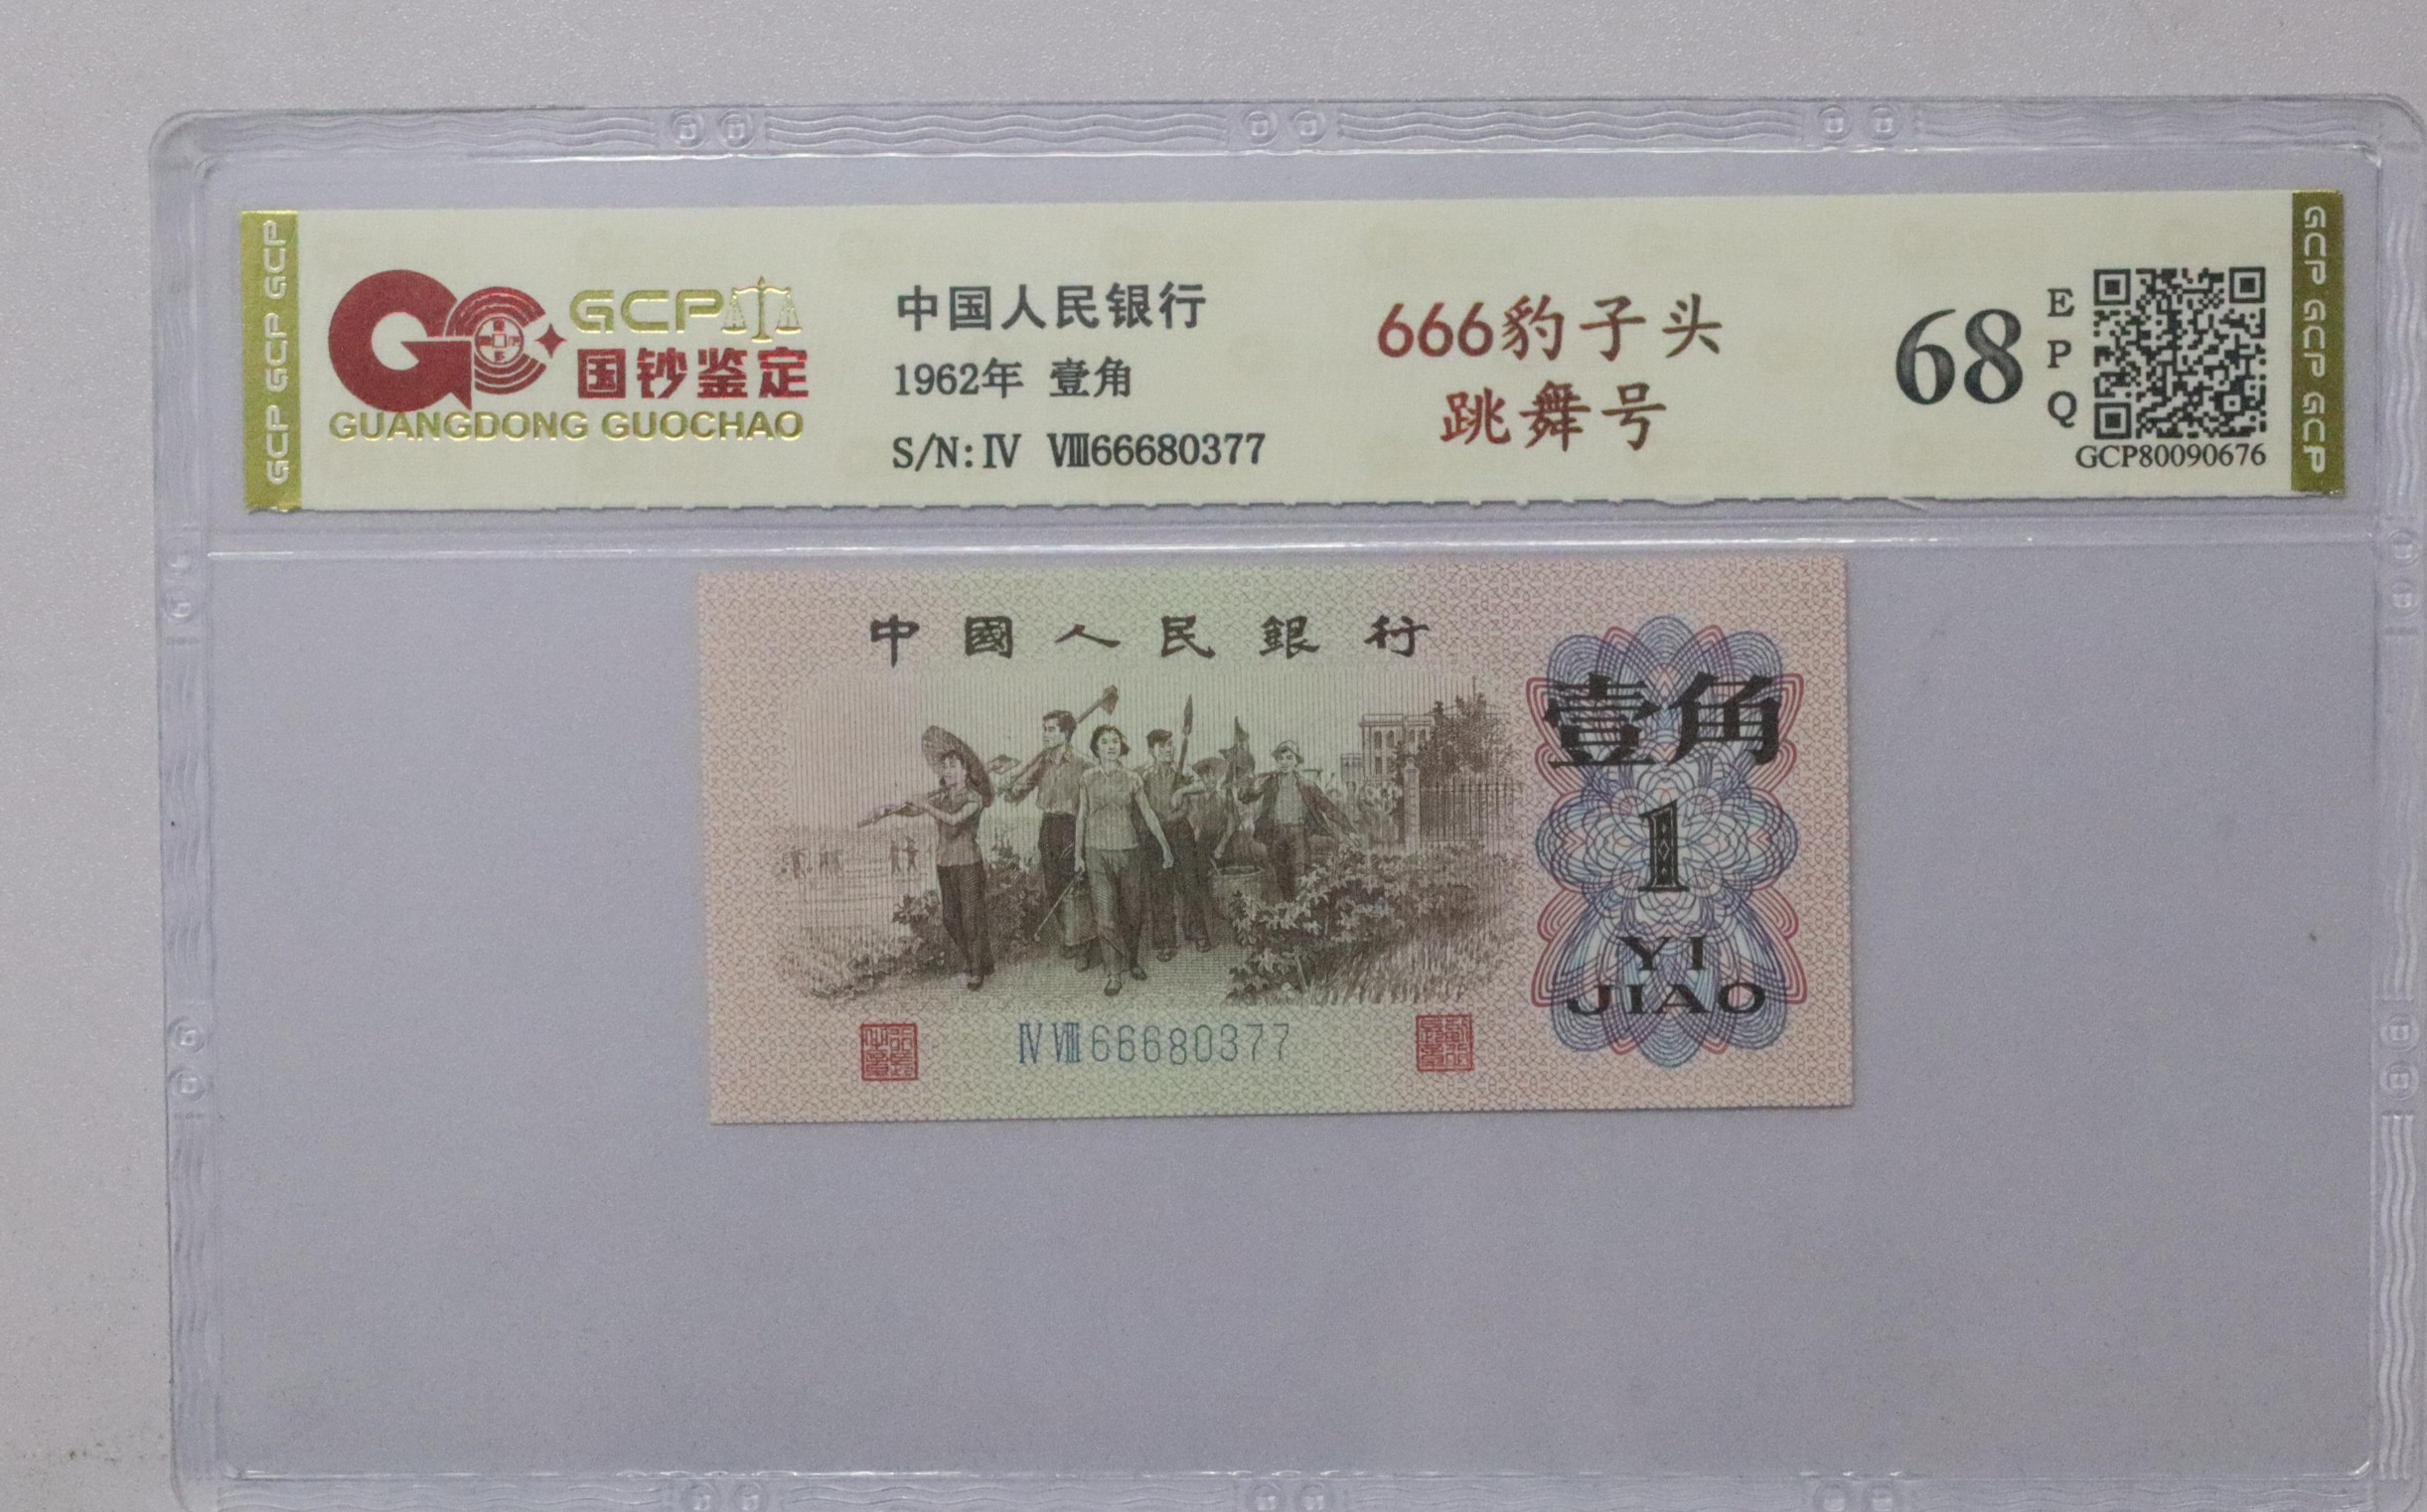 GCP GCP GCP
GCP
国钞鉴定
GUANGDONG GUOCHAO
中国人民银行
1962年 壹角
S/N: Ⅳ Ⅷ66680377
666豹子头
跳舞号
68
E
P
Q
GCP80090676
GCP GCP GCP
中國人民銀行
壹角
1
YI
JIAO
Ⅳ Ⅷ 66680377